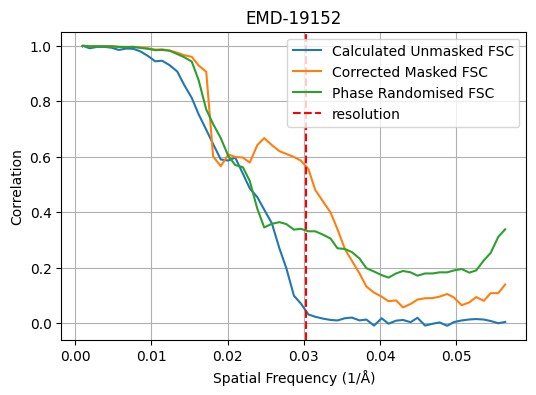 EMD-19152
Calculated Unmasked FSC
Corrected Masked FSC
Phase Randomised FSC
resolution
Correlation
1.0
0.8
0.6
0.4
0.2
0.0
0.00 0.01 0.02 0.03 0.04 0.05
Spatial Frequency (1/Å)